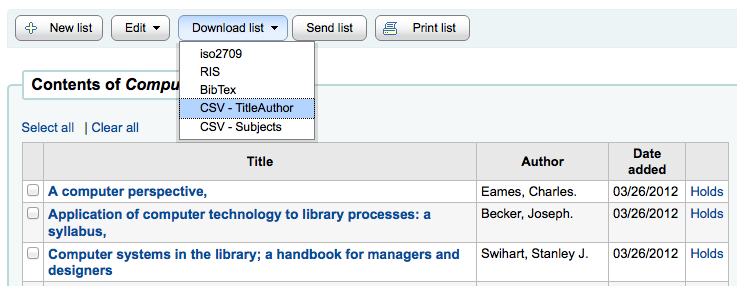 New list Edit Download list Send list Print list
iso2709
RIS
BibTex
CSV - TitleAuthor
CSV - Subjects
Contents of
Select all | Clear all
Title Author Date added
A computer perspective, Eames, Charles. 03/26/2012 Holds
Application of computer technology to library processes: a
syllabus, Becker, Joseph. 03/26/2012 Holds
Computer systems in the library; a handbook for managers and
designers Swihart, Stanley J. 03/26/2012 Holds